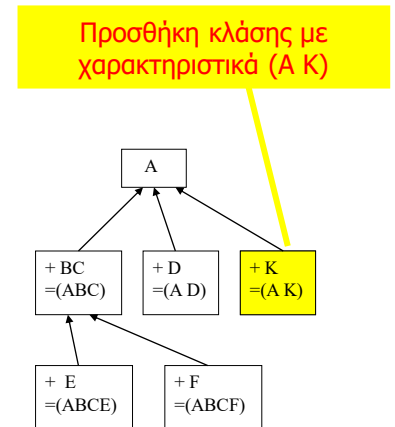 Προσθήκη κλάσης με
χαρακτηριστικά (Α Κ)
A
+ BC
=(ABC)
+ D
=(A D)
+ K
=(A K)
+ E
=(ABCE)
+ F
=(ABCF)